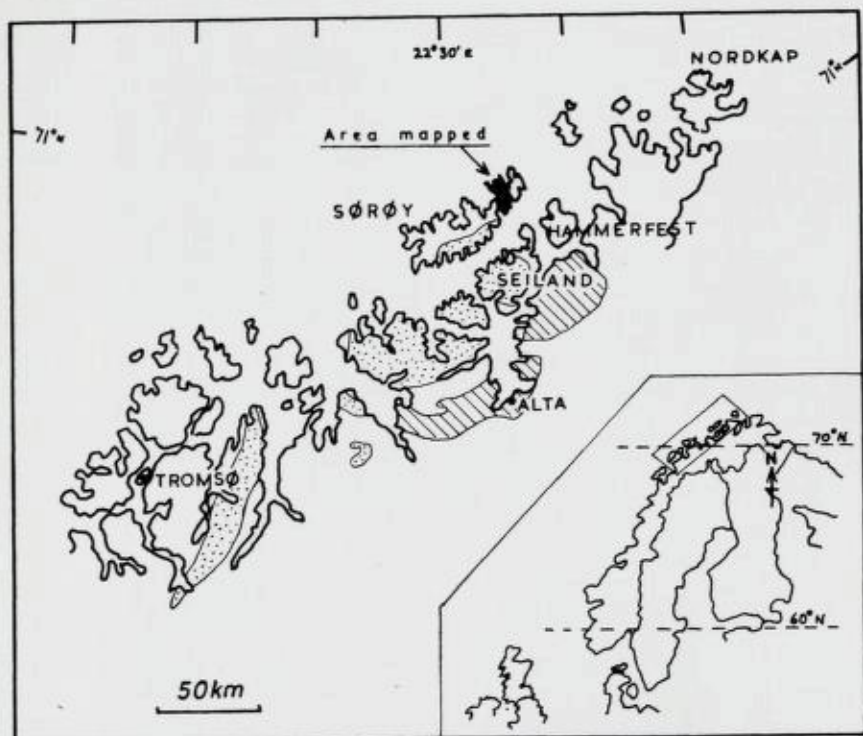 22°30′E
NORDKAP
71°N
71°N
Area mapped
SØRØY
HAMMERFEST
SEILAND
ALTA
70°N
N
TROMSØ
60°N
50km